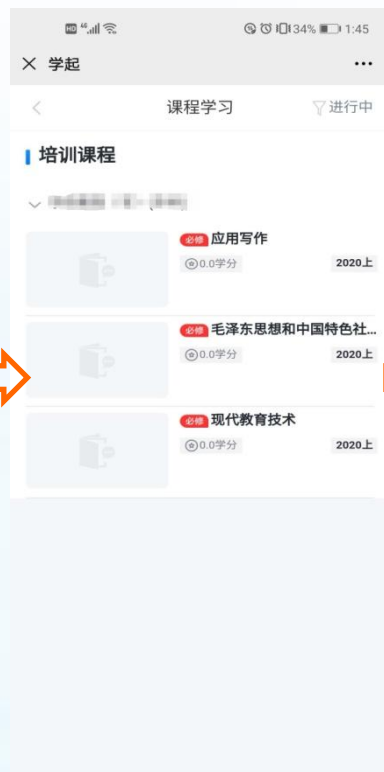 HD 4G 34% 1:45
× 学起 ...
课程学习 进行中
培训课程
必修 应用写作
0.0学分 2020上
必修 毛泽东思想和中国特色社...
0.0学分 2020上
必修 现代教育技术
0.0学分 2020上